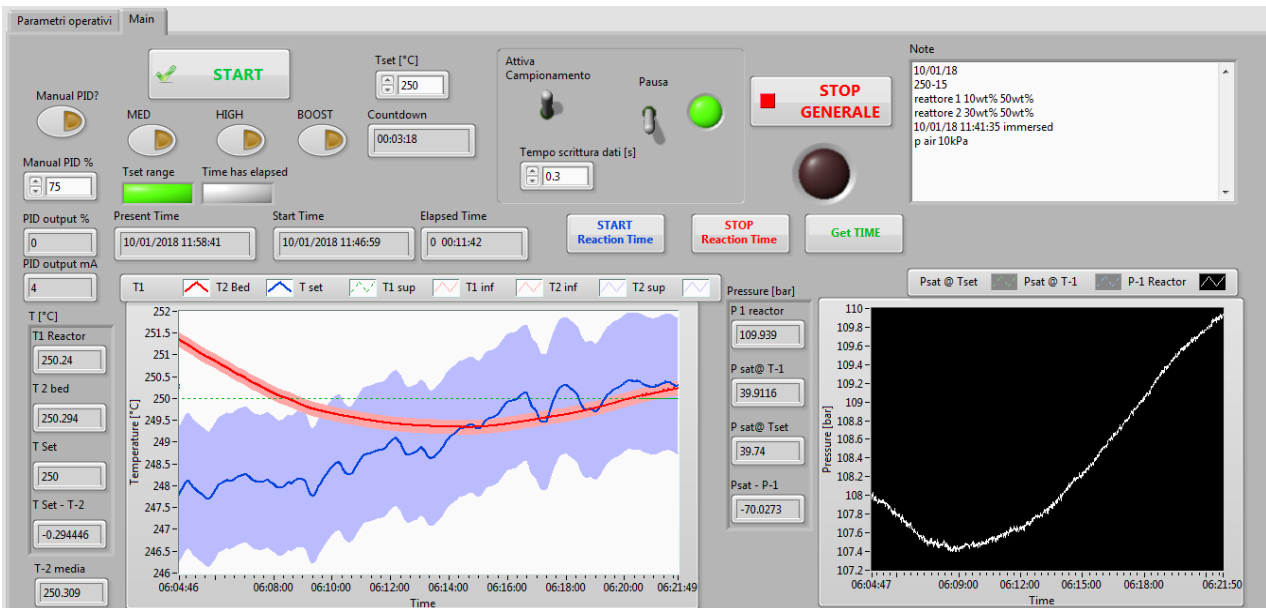 Parametri operativi Main
START
Manual PID?
MED HIGH BOOST
Tset [°C]
250
Countdown
00:03:18
Manual PID %
75
Tset range Time has elapsed
Attiva
Campionamento
Pausa
Tempo scrittura dati [s]
0.3
STOP
GENERALE
Note
10/01/18
250-15
reattore 1 10wt% 50wt%
reattore 2 30wt% 50wt%
10/01/18 11:41:35 immersed
p air 10kPa
PID output %
0
PID output mA
4
Present Time
10/01/2018 11:58:41
Start Time
10/01/2018 11:46:59
Elapsed Time
0 00:11:42
START
Reaction Time
STOP
Reaction Time
Get TIME
T [°C]
T1 Reactor
250.24
T 2 bed
250.294
T Set
250
T Set - T-2
-0.294446
T-2 media
250.309
T1 T2 Bed T set T1 sup T1 inf T2 inf T2 sup
Temperature [°C]
252
251.5
251
250.5
250
249.5
249
248.5
248
247.5
247
246.5
246
06:04:46 06:08:00 06:10:00 06:12:00 06:14:00 06:16:00 06:18:00 06:20:00 06:21:49
Time
Pressure [bar]
P 1 reactor
109.939
P sat@ T-1
39.9116
P sat@ Tset
39.74
Psat - P-1
-70.0273
Psat @ Tset Psat @ T-1 P-1 Reactor
Pressure [bar]
110
109.8
109.6
109.4
109.2
109
108.8
108.6
108.4
108.2
108
107.8
107.6
107.4
107.2
06:04:47 06:09:00 06:12:00 06:15:00 06:18:00 06:21:50
Time